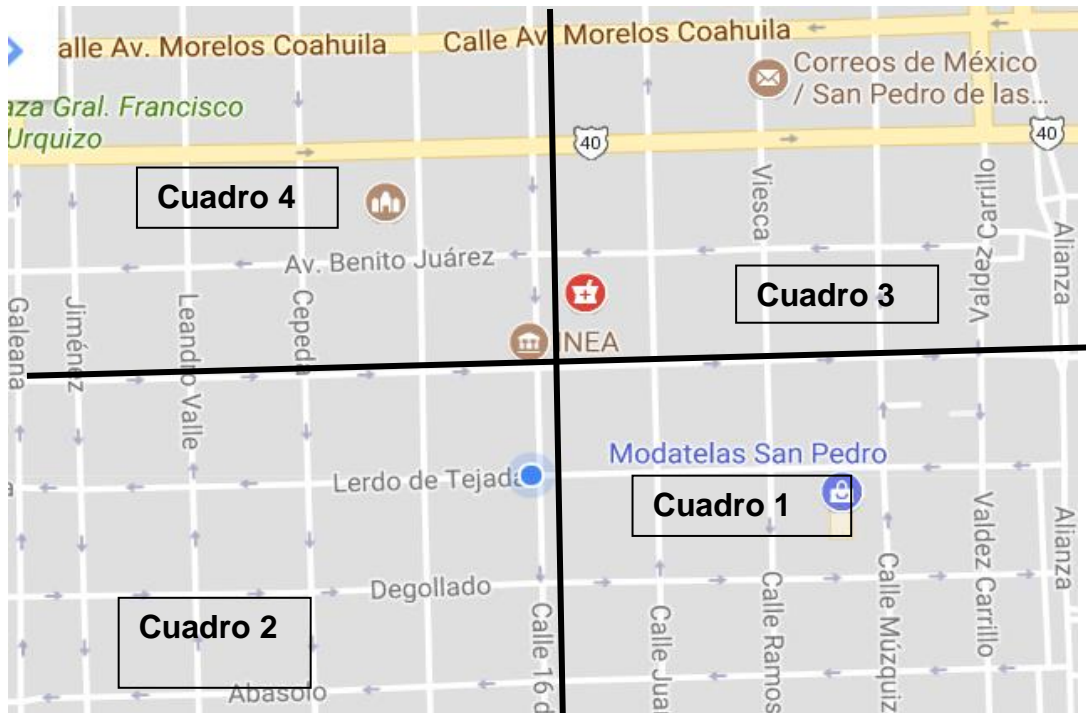 alle Av. Morelos Coahuila
Calle Av. Morelos Coahuila
Correos de México
/ San Pedro de las...
aza Gral. Francisco
Urquizo
40
40
Cuadro 4
Viesca
Valdez Carrillo
Alianza
Av. Benito Juárez
Cuadro 3
Galeana
Jiménez
Leandro Valle
Cepeda
INEA
Modatelas San Pedro
Lerdo de Tejada
Cuadro 1
Valdez Carrillo
Alianza
Degollado
Calle Múzquiz
Calle Ramos
Cuadro 2
Calle 16 d
Calle Jua
Abasolo